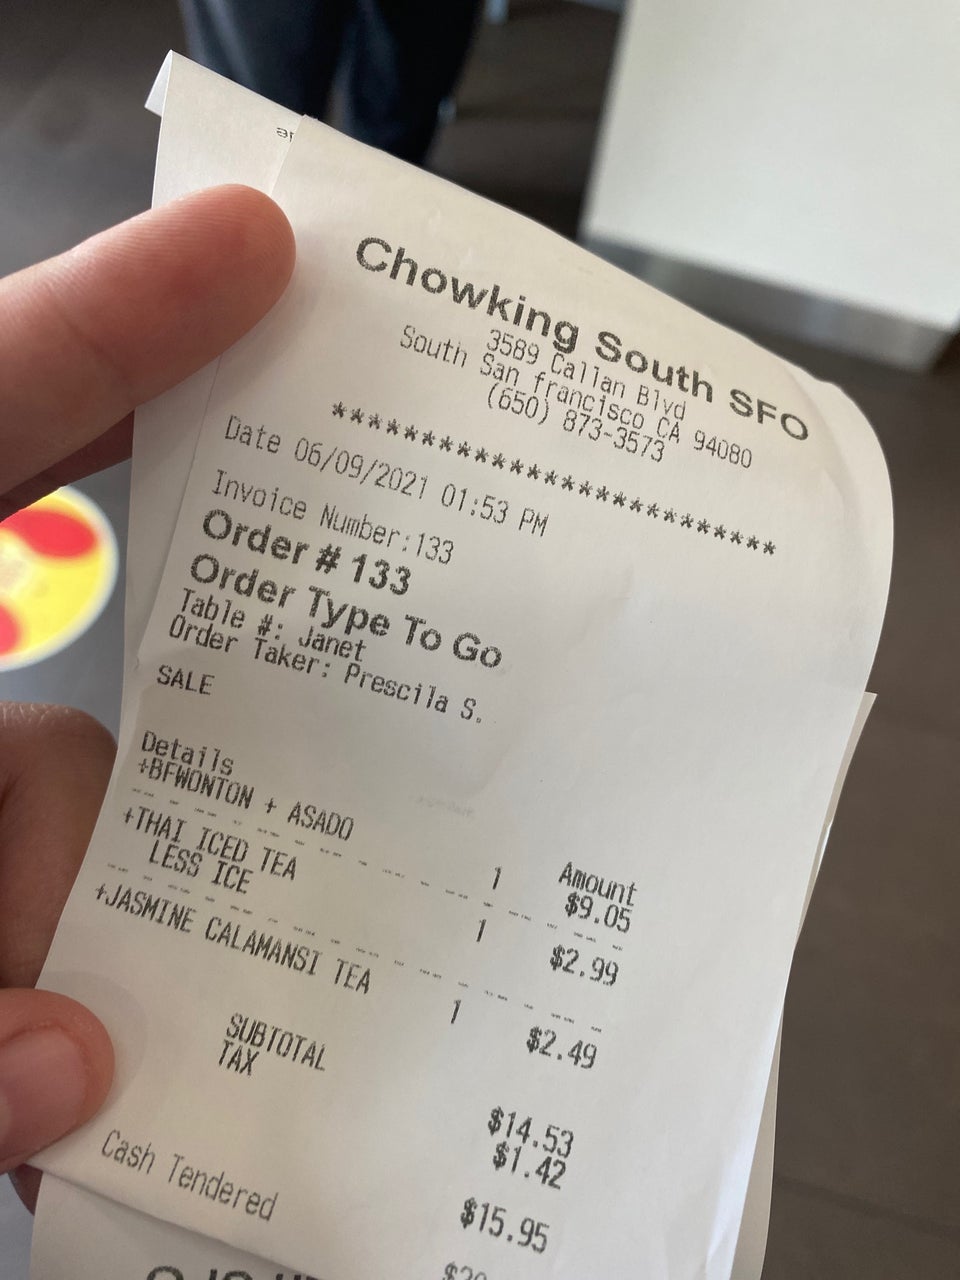 Chowking South SFO
3589 Callan Blvd
South San francisco CA 94080
(650) 873-3573
*************************
Date 06/09/2021 01:53 PM
Invoice Number:133
Order # 133
Order Type To Go
Table #: Janet
Order Taker: Prescila S.
SALE
Details Amount
+BFWONTON + ASADO 1 $9.05
+THAI ICED TEA 1 $2.99
LESS ICE
+JASMINE CALAMANSI TEA 1 $2.49
SUBTOTAL $14.53
TAX $1.42
$15.95
Cash Tendered